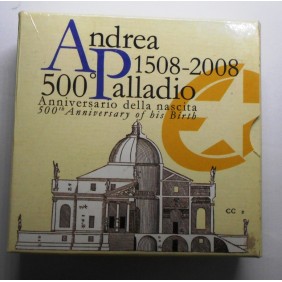 Andrea
1508-2008
500° Palladio
Anniversario della nascita
500th Anniversary of his Birth